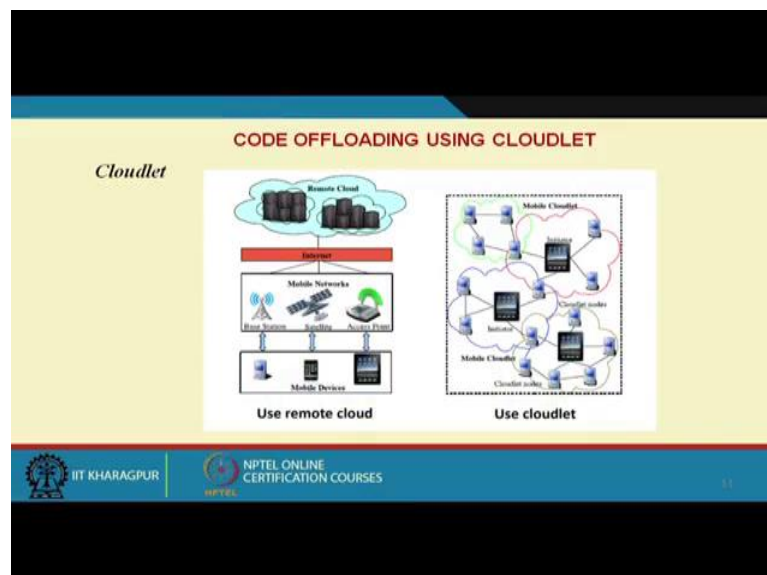 CODE OFFLOADING USING CLOUDLET
Cloudlet
Remote Cloud
Internet
Mobile Networks
Base Station Satellite Access Point
Mobile Devices
Use remote cloud
Mobile Cloudlet
Initiator
Cloudlet nodes
Initiator
Mobile Cloudlet
Cloudlet nodes
Use cloudlet
IIT KHARAGPUR
NPTEL
NPTEL ONLINE
CERTIFICATION COURSES
11